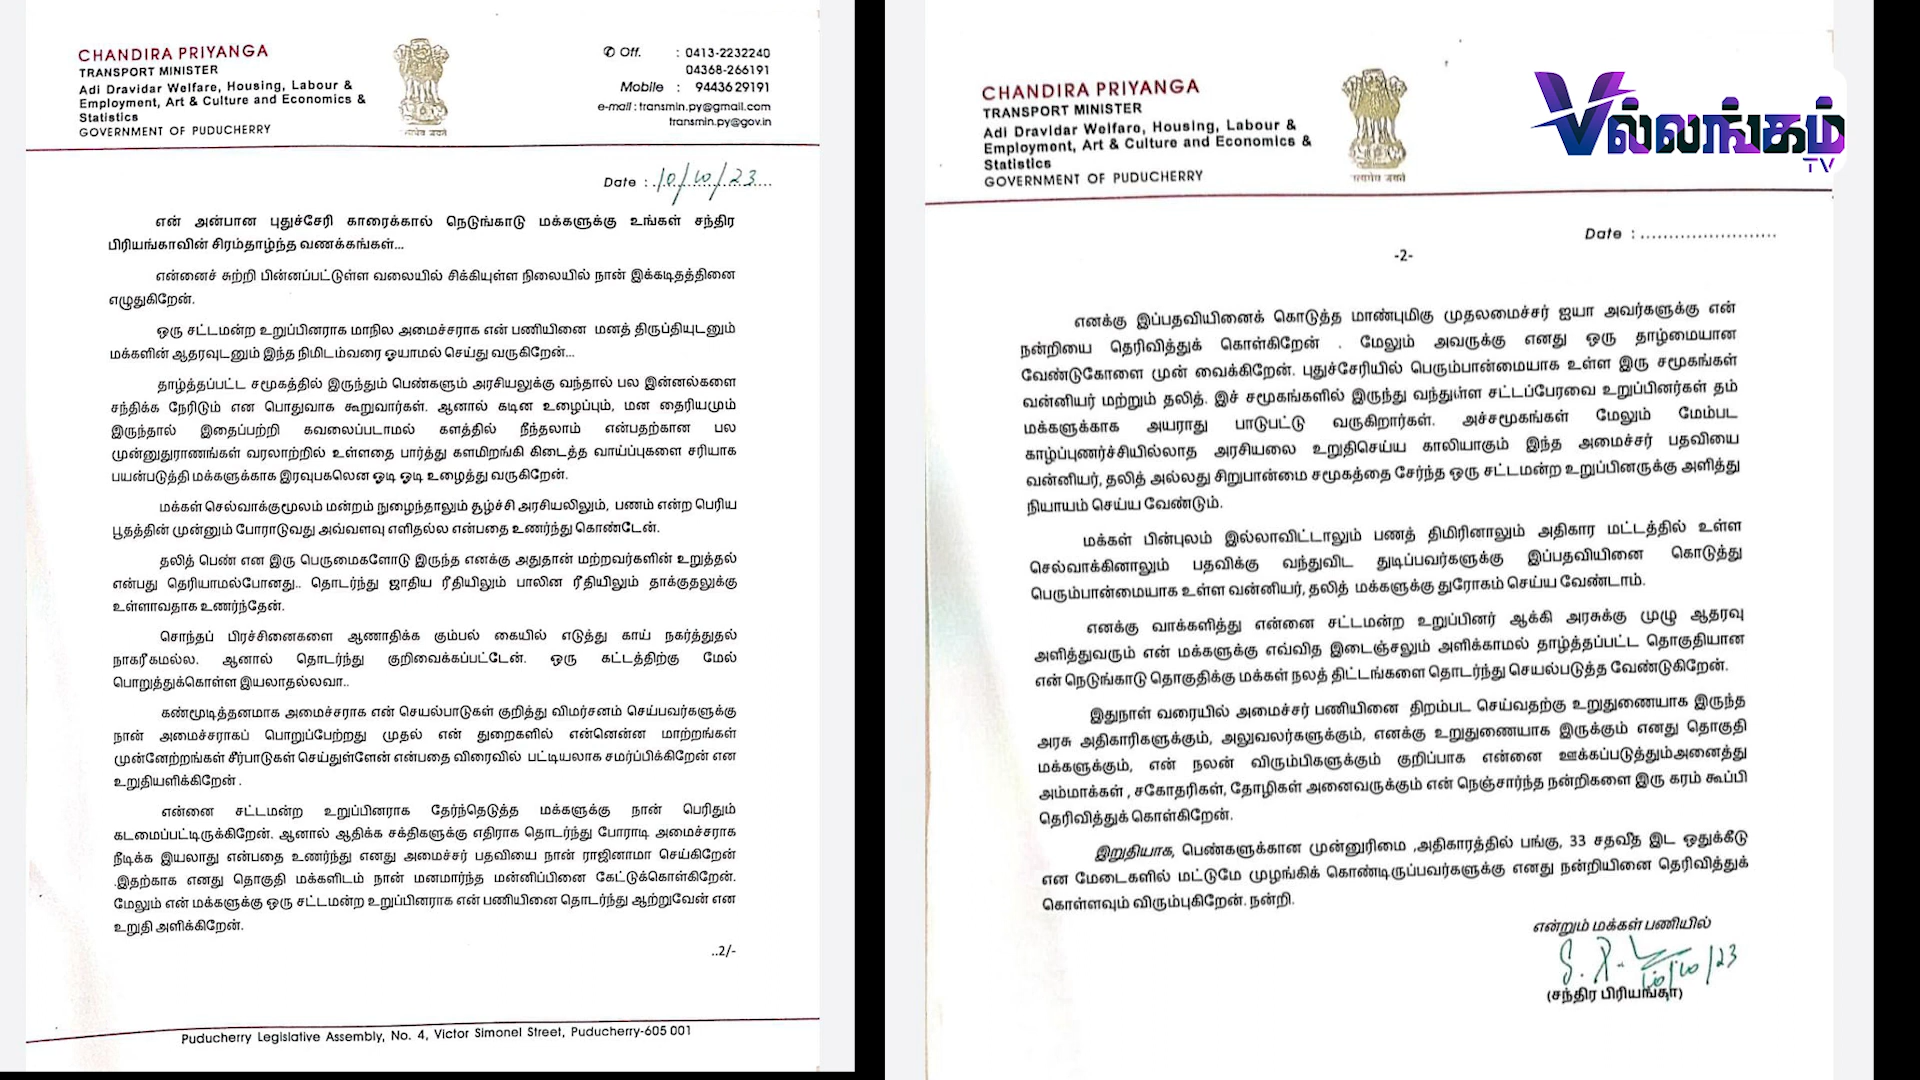 CHANDIRA PRIYANGA
TRANSPORT MINISTER
Adi Dravidar Welfare, Housing, Labour &
Employment, Art & Culture and Economics &
Statistics
GOVERNMENT OF PUDUCHERRY
✆ Off. : 0413-2232240
04368-266191
Mobile : 9443629191
e-mail : transmin.py@gmail.com
transmin.py@gov.in
Date : 10/10/23
என் அன்பான புதுச்சேரி காரைக்கால் நெடுங்காடு மக்களுக்கு உங்கள் சந்திர
பிரியங்காவின் சிரம்தாழ்ந்த வணக்கங்கள்...
என்னைச் சுற்றி பின்னப்பட்டுள்ள வலையில் சிக்கியுள்ள நிலையில் நான் இக்கடிதத்தினை
எழுதுகிறேன்.
ஒரு சட்டமன்ற உறுப்பினராக மாநில அமைச்சராக என் பணியினை மனத் திருப்தியுடனும்
மக்களின் ஆதரவுடனும் இந்த நிமிடம்வரை ஓயாமல் செய்து வருகிறேன்...
தாழ்த்தப்பட்ட சமூகத்தில் இருந்தும் பெண்களும் அரசியலுக்கு வந்தால் பல இன்னல்களை
சந்திக்க நேரிடும் என பொதுவாக கூறுவார்கள். ஆனால் கடின உழைப்பும், மன தைரியமும்
இருந்தால் இதைப்பற்றி கவலைப்படாமல் களத்தில் நீந்தலாம் என்பதற்கான பல
முன்னுதுராணங்கள் வரலாற்றில் உள்ளதை பார்த்து களமிறங்கி கிடைத்த வாய்ப்புகளை சரியாக
பயன்படுத்தி மக்களுக்காக இரவுபகலென ஓடி ஓடி உழைத்து வருகிறேன்.
மக்கள் செல்வாக்குமூலம் மன்றம் நுழைந்தாலும் சூழ்ச்சி அரசியலிலும், பணம் என்ற பெரிய
பூதத்தின் முன்னும் போராடுவது அவ்வளவு எளிதல்ல என்பதை உணர்ந்து கொண்டேன்.
தலித் பெண் என இரு பெருமைகளோடு இருந்த எனக்கு அதுதான் மற்றவர்களின் உறுத்தல்
என்பது தெரியாமல்போனது.. தொடர்ந்து ஜாதிய ரீதியிலும் பாலின ரீதியிலும் தாக்குதலுக்கு
உள்ளாவதாக உணர்ந்தேன்.
சொந்தப் பிரச்சினைகளை ஆணாதிக்க கும்பல் கையில் எடுத்து காய் நகர்த்துதல்
நாகரீகமல்ல. ஆனால் தொடர்ந்து குறிவைக்கப்பட்டேன். ஒரு கட்டத்திற்கு மேல்
பொறுத்துக்கொள்ள இயலாதல்லவா..
கண்மூடித்தனமாக அமைச்சராக என் செயல்பாடுகள் குறித்து விமர்சனம் செய்பவர்களுக்கு
நான் அமைச்சராகப் பொறுப்பேற்றது முதல் என் துறைகளில் என்னென்ன மாற்றங்கள்
முன்னேற்றங்கள் சீர்பாடுகள் செய்துள்ளேன் என்பதை விரைவில் பட்டியலாக சமர்ப்பிக்கிறேன் என
உறுதியளிக்கிறேன் .
என்னை சட்டமன்ற உறுப்பினராக தேர்ந்தெடுத்த மக்களுக்கு நான் பெரிதும்
கடமைப்பட்டிருக்கிறேன். ஆனால் ஆதிக்க சக்திகளுக்கு எதிராக தொடர்ந்து போராடி அமைச்சராக
நீடிக்க இயலாது என்பதை உணர்ந்து எனது அமைச்சர் பதவியை நான் ராஜினாமா செய்கிறேன்
.இதற்காக எனது தொகுதி மக்களிடம் நான் மனமார்ந்த மன்னிப்பினை கேட்டுக்கொள்கிறேன்.
மேலும் என் மக்களுக்கு ஒரு சட்டமன்ற உறுப்பினராக என் பணியினை தொடர்ந்து ஆற்றுவேன் என
உறுதி அளிக்கிறேன்.
..2/-
Puducherry Legislative Assembly, No. 4, Victor Simonel Street, Puducherry-605 001
CHANDIRA PRIYANGA
TRANSPORT MINISTER
Adi Dravidar Welfare, Housing, Labour &
Employment, Art & Culture and Economics &
Statistics
GOVERNMENT OF PUDUCHERRY
வல்லங்கம்
TV
Date : ........................
-2-
எனக்கு இப்பதவியினைக் கொடுத்த மாண்புமிகு முதலமைச்சர் ஐயா அவர்களுக்கு என்
நன்றியை தெரிவித்துக் கொள்கிறேன் . மேலும் அவருக்கு எனது ஒரு தாழ்மையான
வேண்டுகோளை முன் வைக்கிறேன். புதுச்சேரியில் பெரும்பான்மையாக உள்ள இரு சமூகங்கள்
வன்னியர் மற்றும் தலித். இச் சமூகங்களில் இருந்து வந்துள்ள சட்டப்பேரவை உறுப்பினர்கள் தம்
மக்களுக்காக அயராது பாடுபட்டு வருகிறார்கள். அச்சமூகங்கள் மேலும் மேம்பட
காழ்ப்புணர்ச்சியில்லாத அரசியலை உறுதிசெய்ய காலியாகும் இந்த அமைச்சர் பதவியை
வன்னியர், தலித் அல்லது சிறுபான்மை சமூகத்தை சேர்ந்த ஒரு சட்டமன்ற உறுப்பினருக்கு அளித்து
நியாயம் செய்ய வேண்டும்.
மக்கள் பின்புலம் இல்லாவிட்டாலும் பணத் திமிரினாலும் அதிகார மட்டத்தில் உள்ள
செல்வாக்கினாலும் பதவிக்கு வந்துவிட துடிப்பவர்களுக்கு இப்பதவியினை கொடுத்து
பெரும்பான்மையாக உள்ள வன்னியர், தலித் மக்களுக்கு துரோகம் செய்ய வேண்டாம்.
எனக்கு வாக்களித்து என்னை சட்டமன்ற உறுப்பினர் ஆக்கி அரசுக்கு முழு ஆதரவு
அளித்துவரும் என் மக்களுக்கு எவ்வித இடைஞ்சலும் அளிக்காமல் தாழ்த்தப்பட்ட தொகுதியான
என் நெடுங்காடு தொகுதிக்கு மக்கள் நலத் திட்டங்களை தொடர்ந்து செயல்படுத்த வேண்டுகிறேன்.
இதுநாள் வரையில் அமைச்சர் பணியினை திறம்பட செய்வதற்கு உறுதுணையாக இருந்த
அரசு அதிகாரிகளுக்கும், அலுவலர்களுக்கும், எனக்கு உறுதுணையாக இருக்கும் எனது தொகுதி
மக்களுக்கும், என் நலன் விரும்பிகளுக்கும் குறிப்பாக என்னை ஊக்கப்படுத்தும்அனைத்து
அம்மாக்கள் , சகோதரிகள், தோழிகள் அனைவருக்கும் என் நெஞ்சார்ந்த நன்றிகளை இரு கரம் கூப்பி
தெரிவித்துக் கொள்கிறேன்.
இறுதியாக, பெண்களுக்கான முன்னுரிமை ,அதிகாரத்தில் பங்கு, 33 சதவீத இட ஒதுக்கீடு
என மேடைகளில் மட்டுமே முழங்கிக் கொண்டிருப்பவர்களுக்கு எனது நன்றியினை தெரிவித்துக்
கொள்ளவும் விரும்புகிறேன். நன்றி.
என்றும் மக்கள் பணியில்
10/10/23
(சந்திர பிரியங்கா)